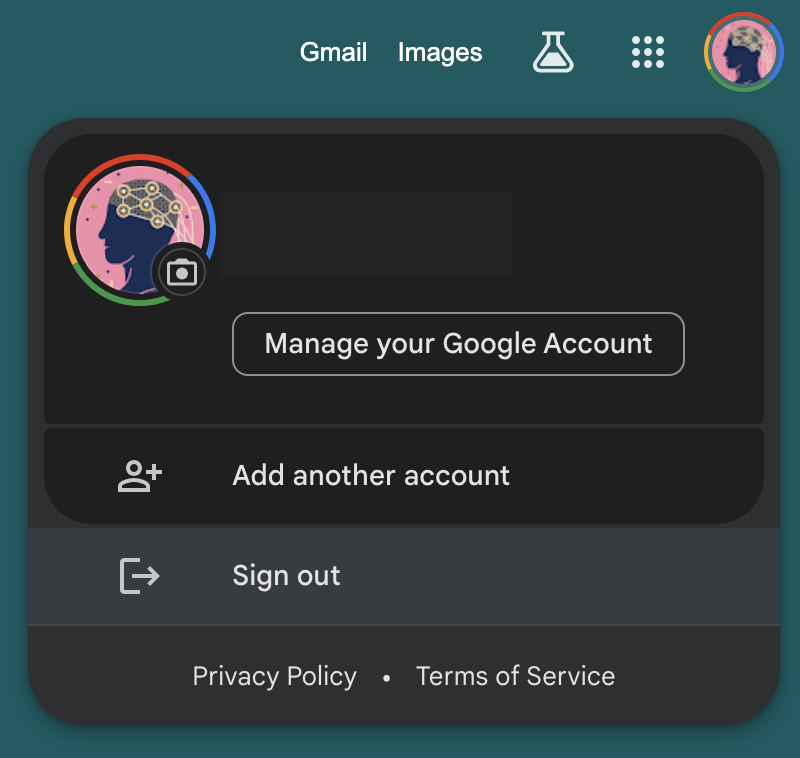 Gmail Images
Manage your Google Account
Add another account
Sign out
Privacy Policy • Terms of Service